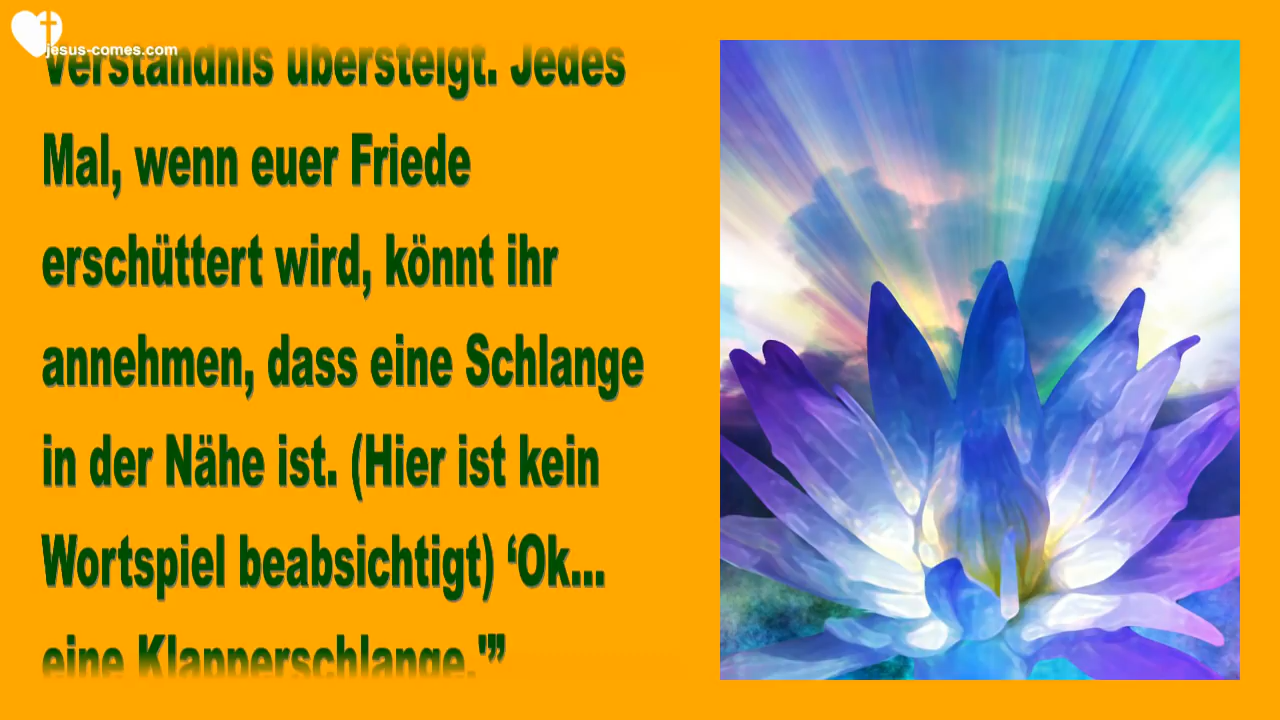 jesus-comes.com
Verständnis übersteigt. Jedes
Mal, wenn euer Friede
erschüttert wird, könnt ihr
annehmen, dass eine Schlange
in der Nähe ist. (Hier ist kein
Wortspiel beabsichtigt) ‘Ok...
eine Klapperschlange.'”